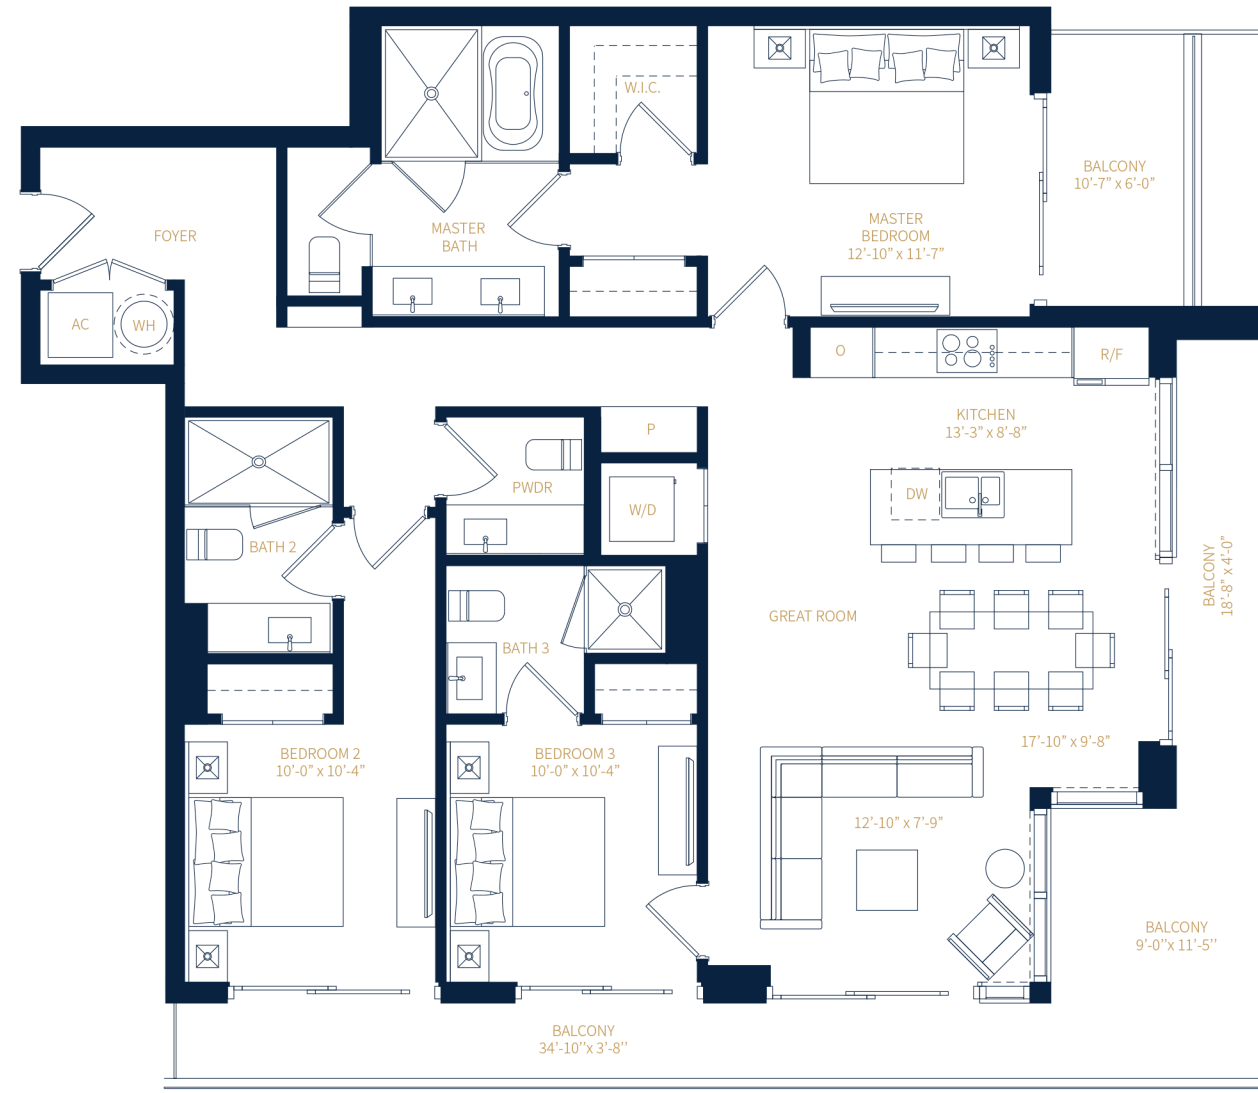 W.I.C.
BALCONY
10'-7" x 6'-0"
FOYER
MASTER
BATH
MASTER
BEDROOM
12'-10" x 11'-7"
AC
WH
O
R/F
KITCHEN
13'-3" x 8'-8"
P
PWDR
W/D
DW
BATH 2
BALCONY
18'-8" x 4'-0"
GREAT ROOM
BATH 3
17'-10" x 9'-8"
BEDROOM 2
10'-0" x 10'-4"
BEDROOM 3
10'-0" x 10'-4"
12'-10" x 7'-9"
BALCONY
9'-0''x 11'-5''
BALCONY
34'-10''x 3'-8''